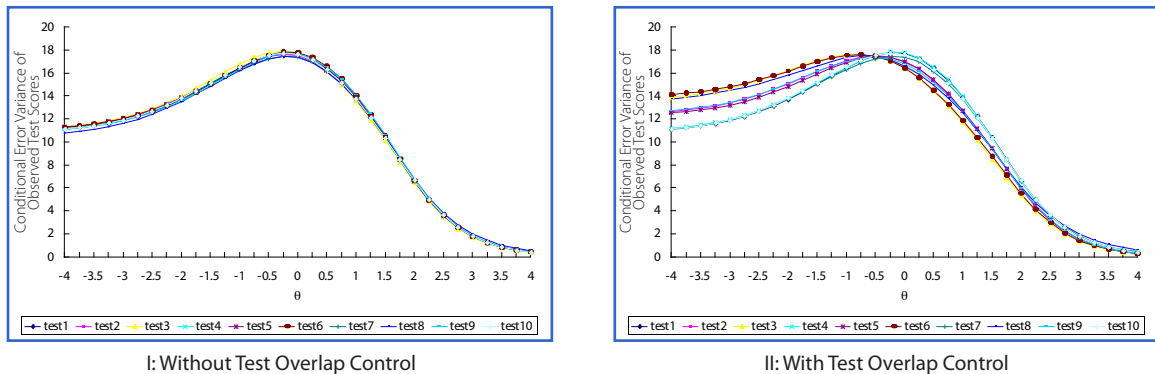 Conditional Error Variance of
Observed Test Scores
20
18
16
14
12
10
8
6
4
2
0
-4 -3.5 -3 -2.5 -2 -1.5 -1 -0.5 0 0.5 1 1.5 2 2.5 3 3.5 4
θ
test1 test2 test3 test4 test5 test6 test7 test8 test9 test10
I: Without Test Overlap Control
Conditional Error Variance of
Observed Test Scores
20
18
16
14
12
10
8
6
4
2
0
-4 -3.5 -3 -2.5 -2 -1.5 -1 -0.5 0 0.5 1 1.5 2 2.5 3 3.5 4
θ
test1 test2 test3 test4 test5 test6 test7 test8 test9 test10
II: With Test Overlap Control